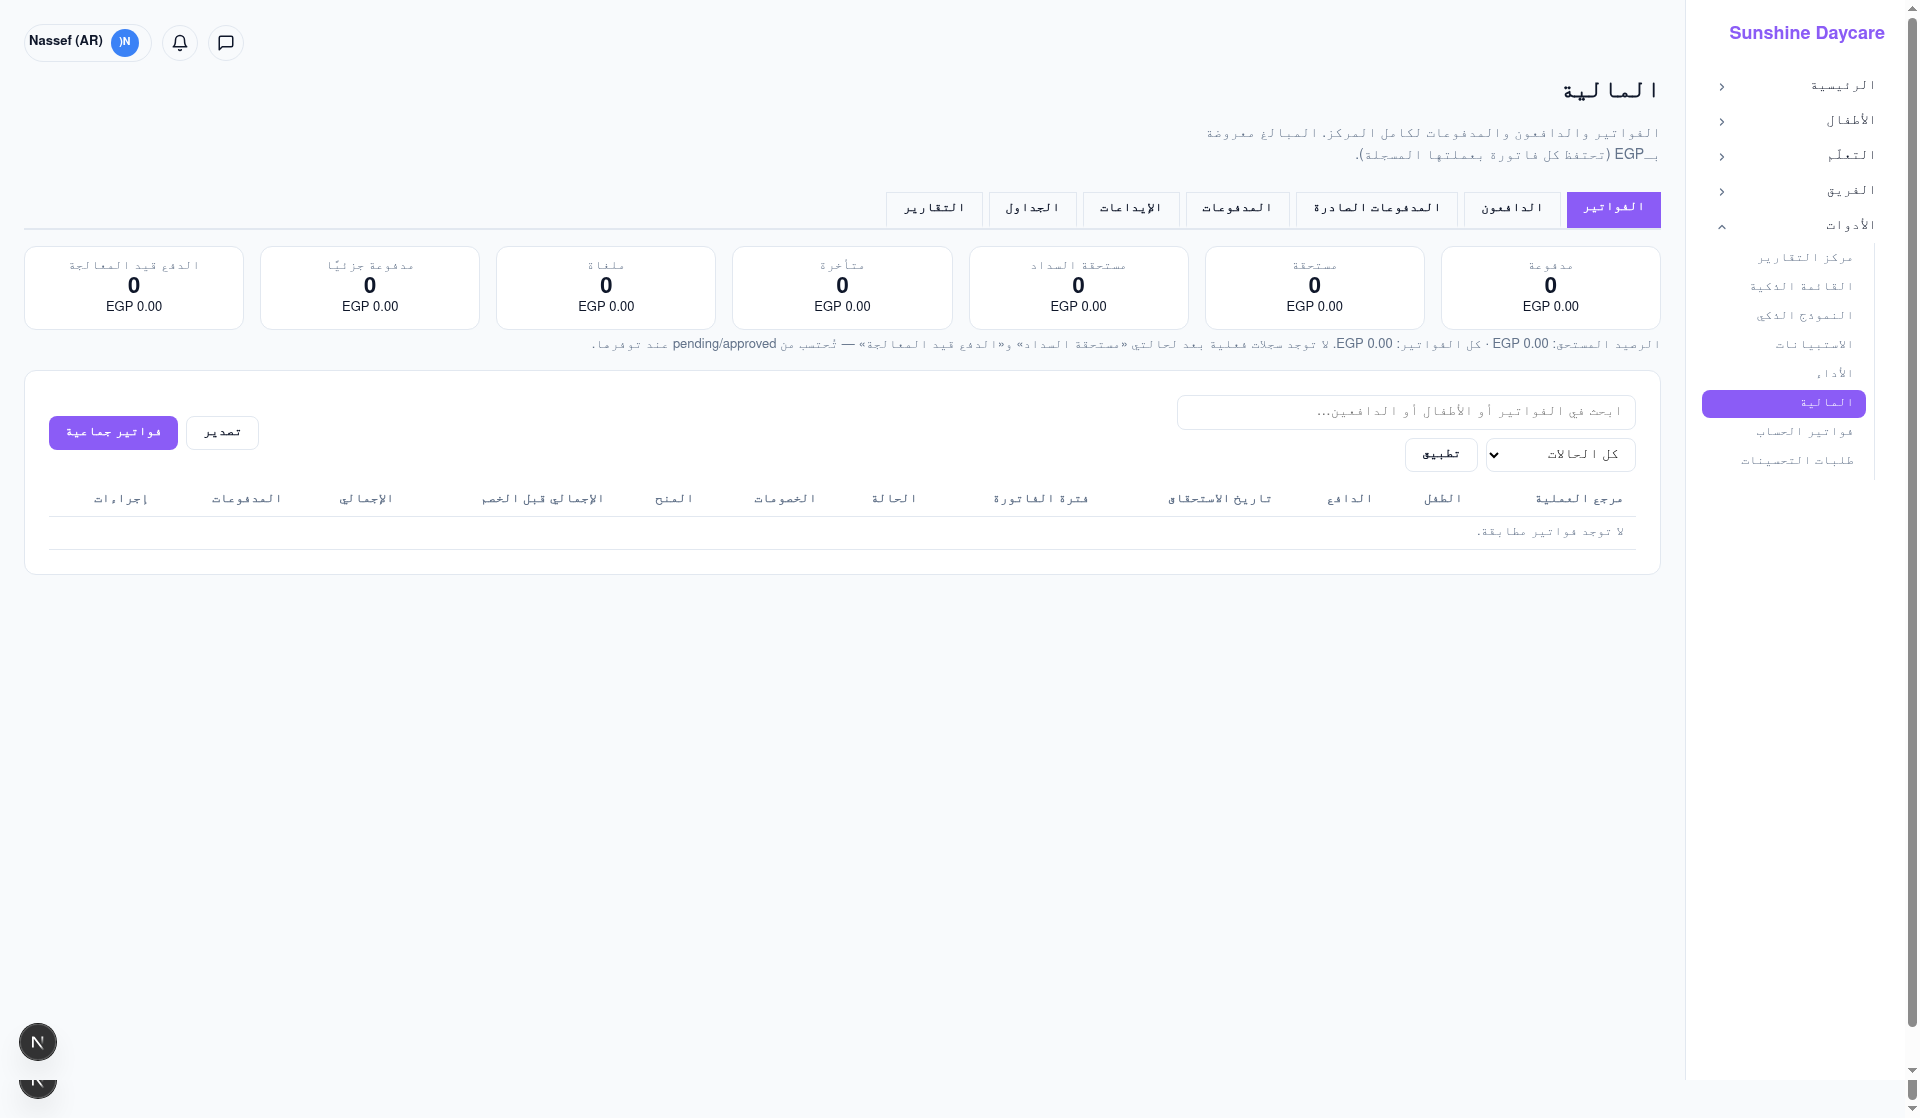 Sunshine Daycare
الرئيسية
الأطفال
التعلّم
الفريق
الأدوات
مركز التقارير
القائمة الذكية
النموذج الذكي
الاستبيانات
الأداء
المالية
فواتير الحساب
طلبات التحسينات
Nassef (AR)
N(
المالية
الفواتير والدافعون والمدفوعات لكامل المركز. المبالغ معروضة
بـEGP (تحتفظ كل فاتورة بعملتها المسجلة).
الفواتير
الدافعون
المدفوعات الصادرة
المدفوعات
الإيداعات
الجداول
التقارير
مدفوعة
0
EGP 0.00
مستحقة
0
EGP 0.00
مستحقة السداد
0
EGP 0.00
متأخرة
0
EGP 0.00
ملغاة
0
EGP 0.00
مدفوعة جزئيًا
0
EGP 0.00
الدفع قيد المعالجة
0
EGP 0.00
الرصيد المستحق: EGP 0.00 · كل الفواتير: EGP 0.00. لا توجد سجلات فعلية بعد لحالتي «مستحقة السداد» و«الدفع قيد المعالجة» — تُحتسب من pending/approved عند توفرها.
ابحث في الفواتير أو الأطفال أو الدافعين...
كل الحالات
تطبيق
تصدير
فواتير جماعية
مرجع العملية الطفل الدافع تاريخ الاستحقاق فترة الفاتورة الحالة الخصومات المنح الإجمالي قبل الخصم الإجمالي المدفوعات إجراءات
لا توجد فواتير مطابقة.